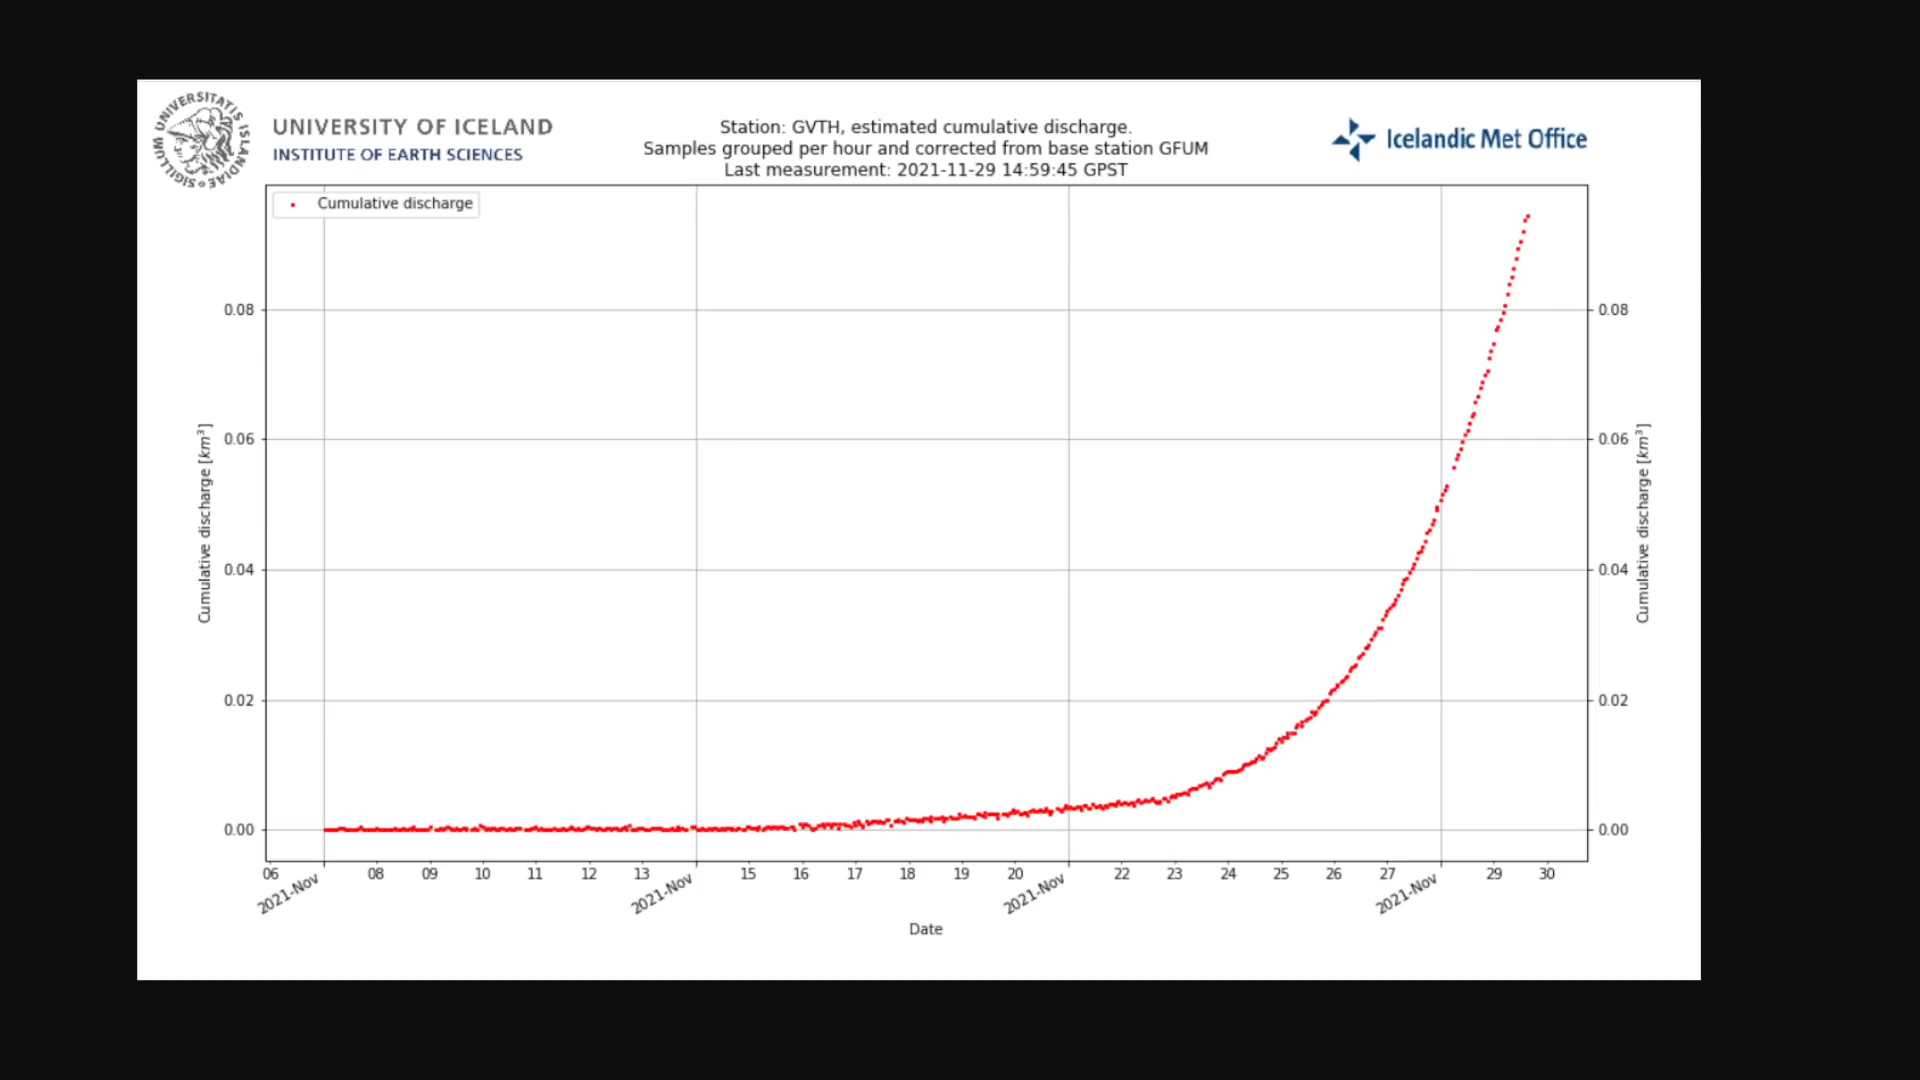 SIGILLUM UNIVERSITATIS ISLANDIAE
UNIVERSITY OF ICELAND
INSTITUTE OF EARTH SCIENCES
Station: GVTH, estimated cumulative discharge.
Samples grouped per hour and corrected from base station GFUM
Last measurement: 2021-11-29 14:59:45 GPST
Icelandic Met Office
Cumulative discharge
Cumulative discharge [km³]
0.08
0.06
0.04
0.02
0.00
0.08
0.06
0.04
0.02
0.00
Cumulative discharge [km³]
06 2021-Nov 08 09 10 11 12 13 2021-Nov 15 16 17 18 19 20 2021-Nov 22 23 24 25 26 27 2021-Nov 29 30
Date